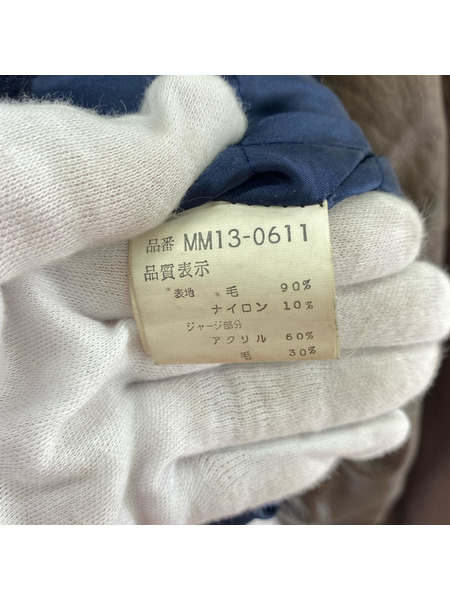 品番 MM13-0611
品質表示
表地 毛 90%
ナイロン 10%
ジャージ部分
アクリル 60%
毛 30%